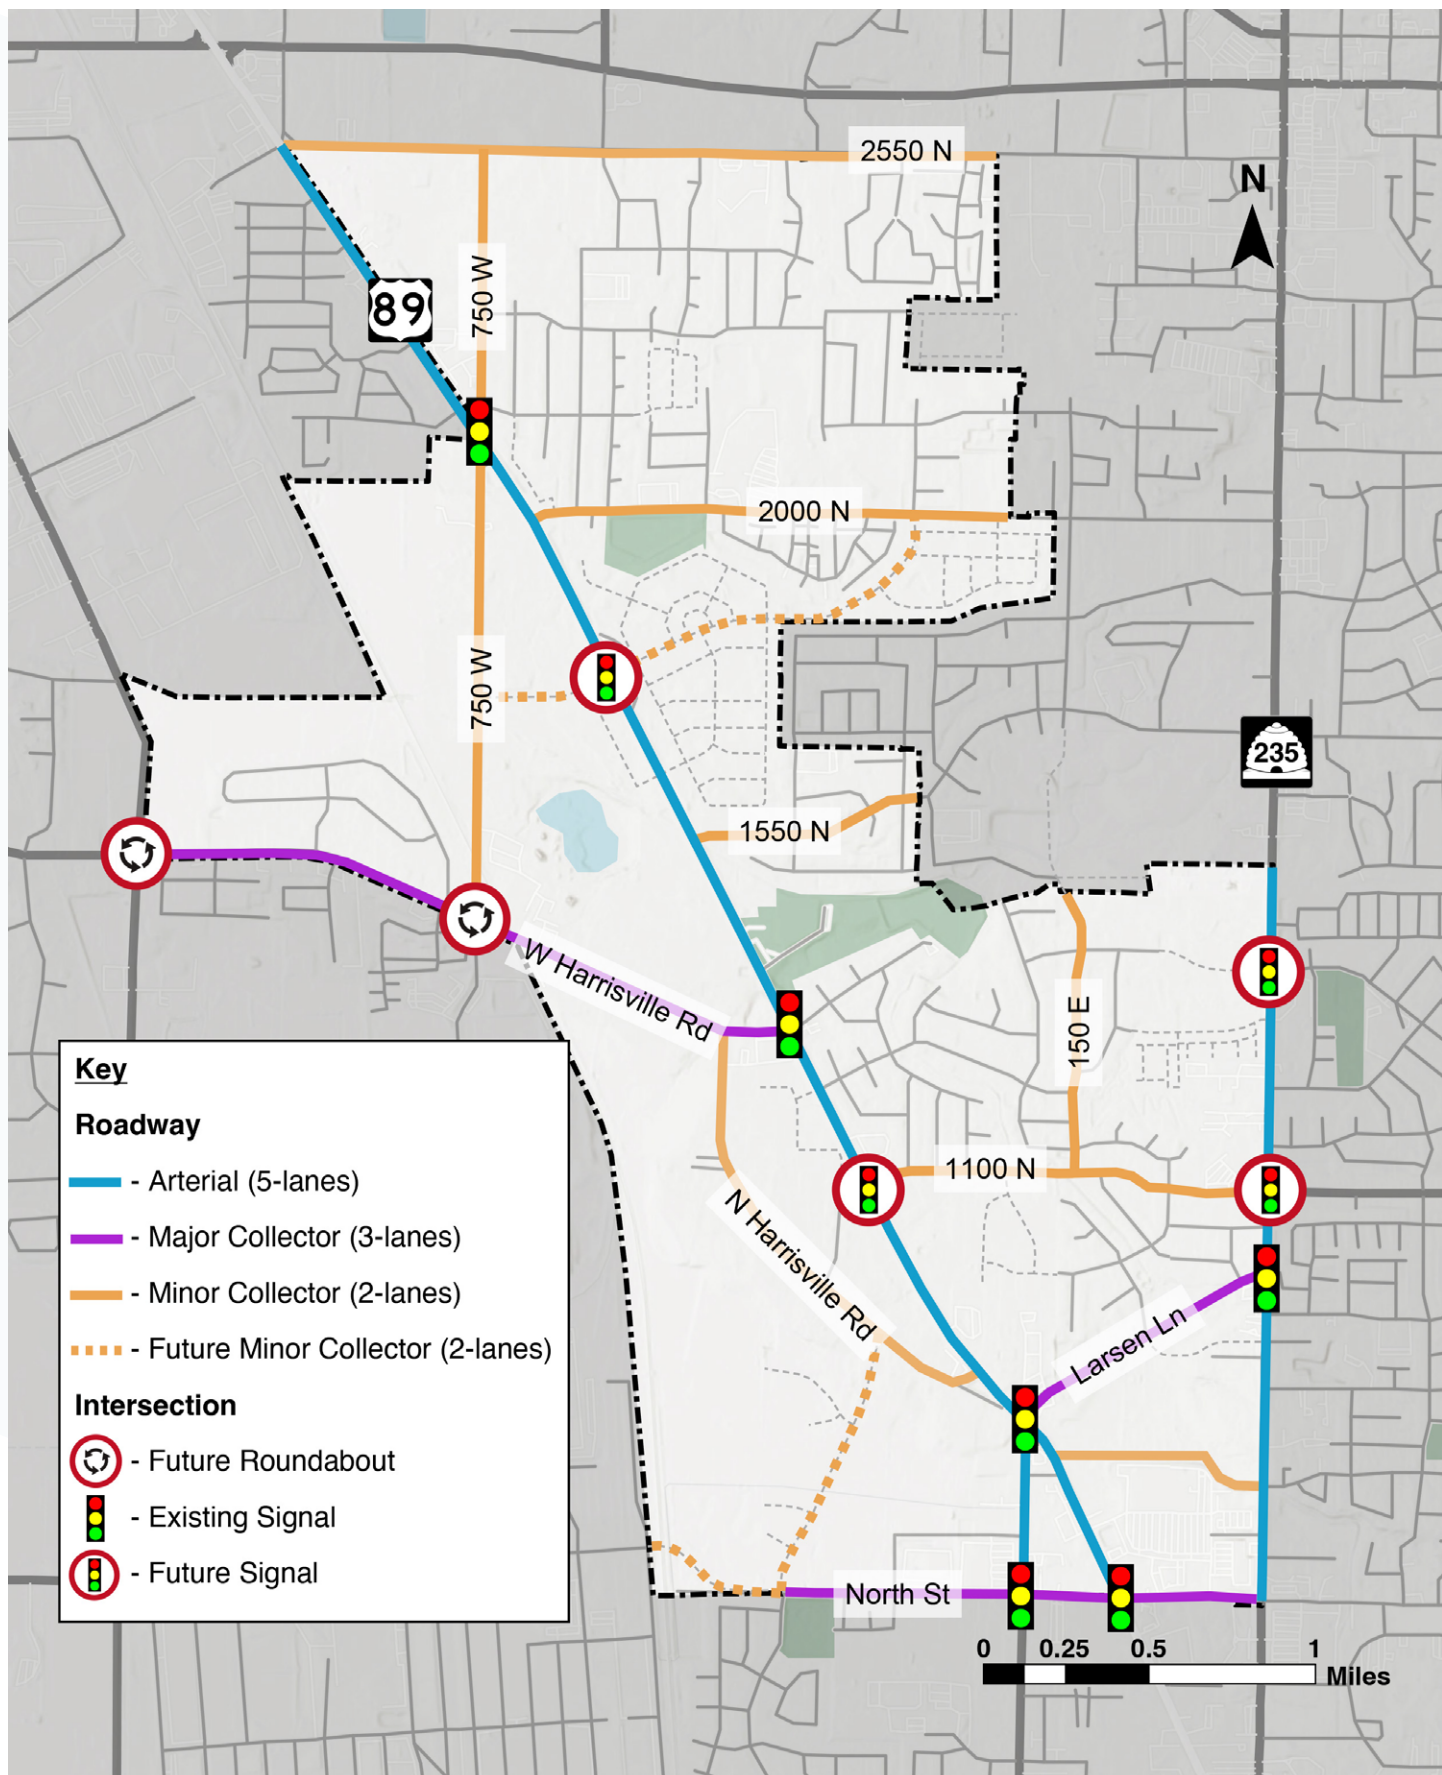 2550 N
N
750 W
89
2000 N
750 W
235
1550 N
W Harrisville Rd
150 E
Key
Roadway
- Arterial (5-lanes)
- Major Collector (3-lanes)
- Minor Collector (2-lanes)
- Future Minor Collector (2-lanes)
Intersection
- Future Roundabout
- Existing Signal
- Future Signal
1100 N
N Harrisville Rd
Larsen Ln
North St
0 0.25 0.5 1
Miles